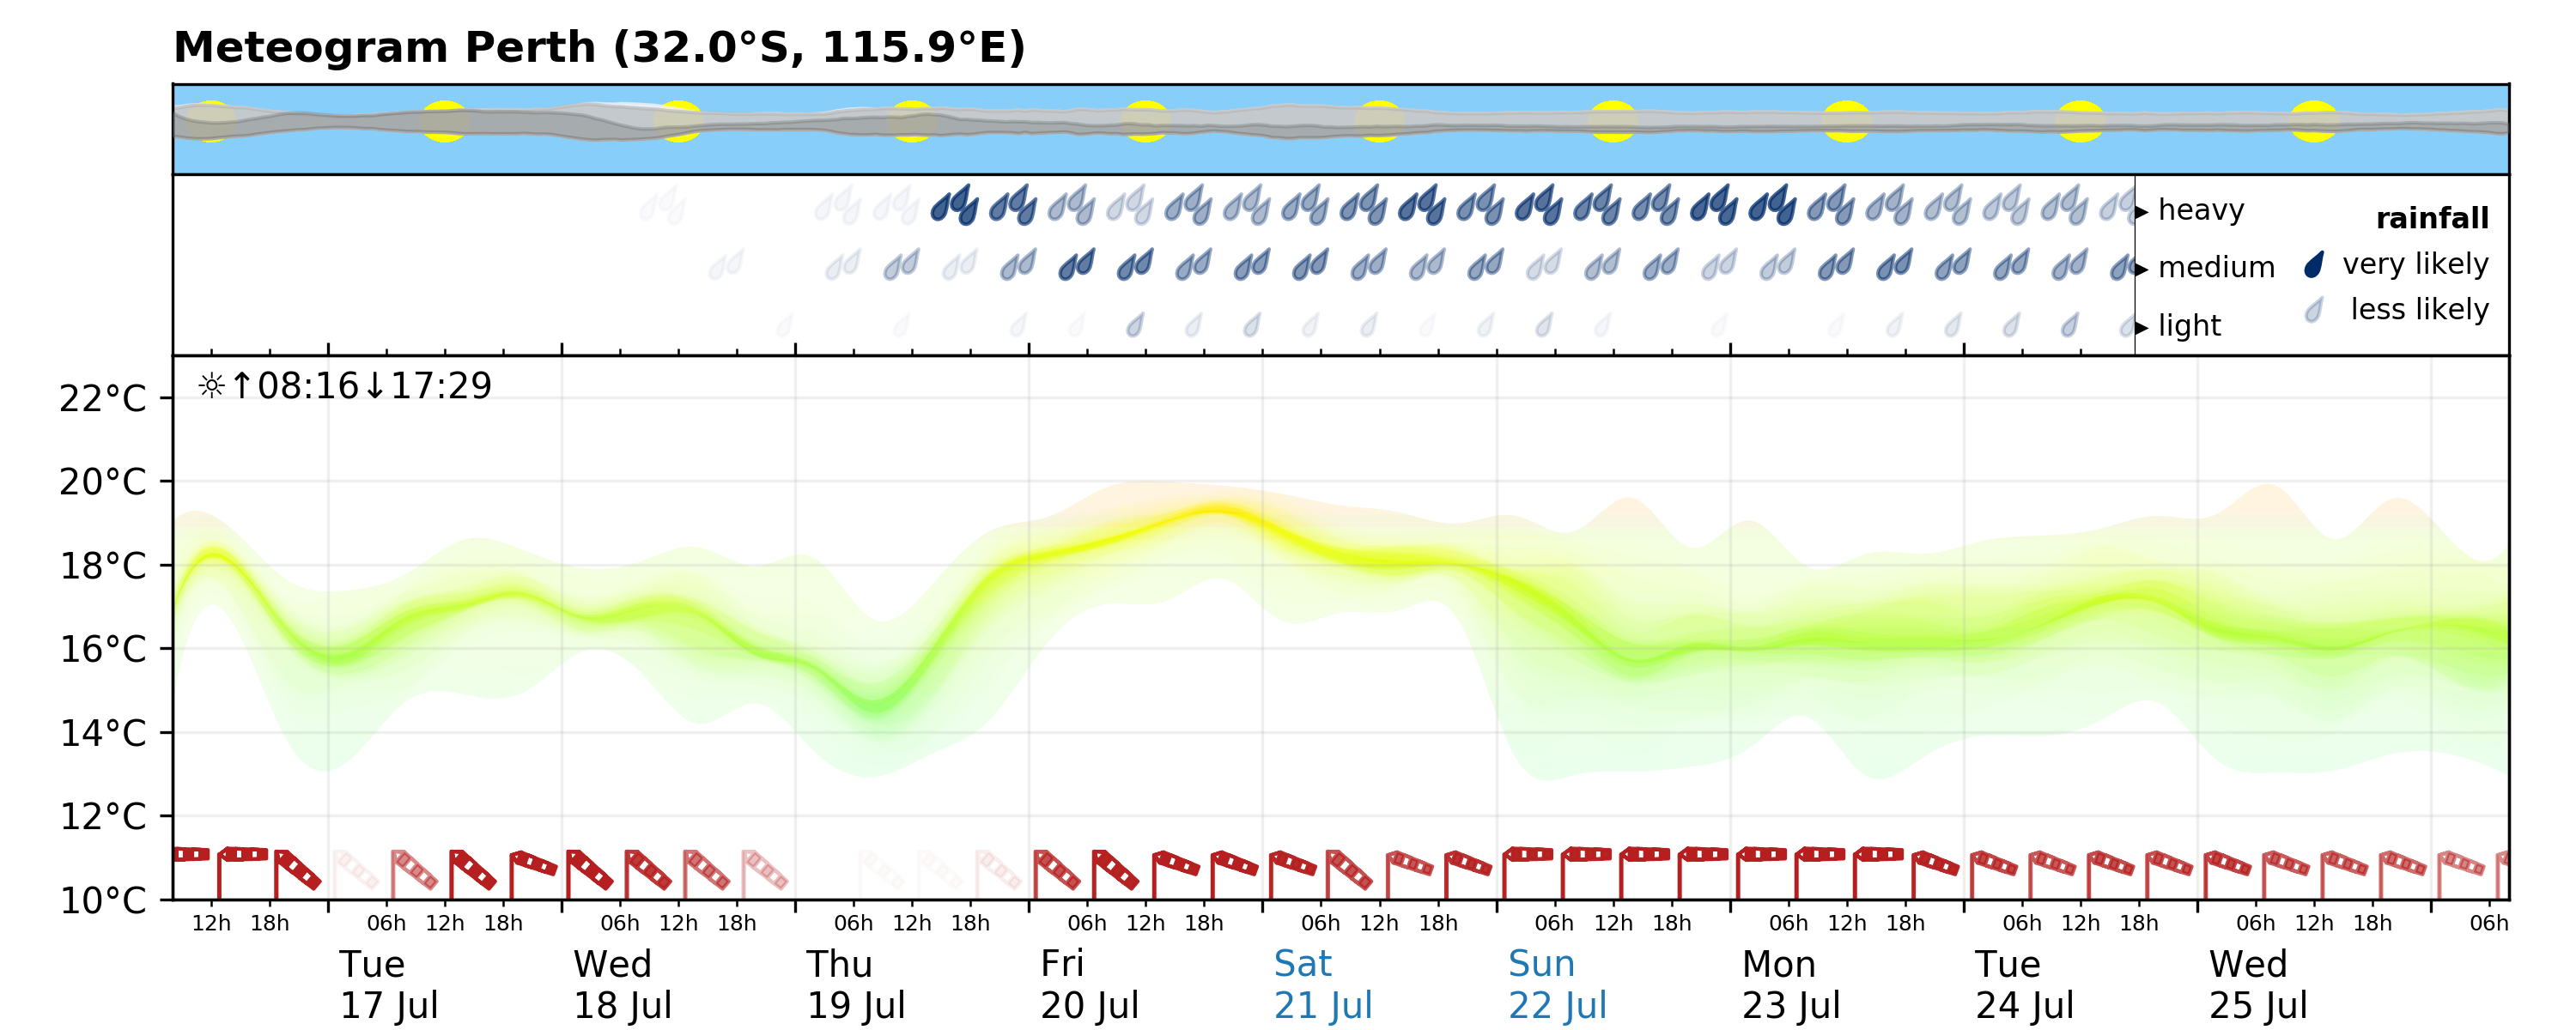 Meteogram Perth (32.0°S, 115.9°E)
▸ heavy
rainfall
▸ medium
very likely
less likely
▸ light
☼↑08:16↓17:29
22°C
20°C
18°C
16°C
14°C
12°C
10°C
12h 18h 06h 12h 18h 06h 12h 18h 06h 12h 18h 06h 12h 18h 06h 12h 18h 06h 12h 18h 06h 12h 18h 06h 12h 18h 06h 12h 18h 06h
Tue Wed Thu Fri Sat Sun Mon Tue Wed
17 Jul 18 Jul 19 Jul 20 Jul 21 Jul 22 Jul 23 Jul 24 Jul 25 Jul